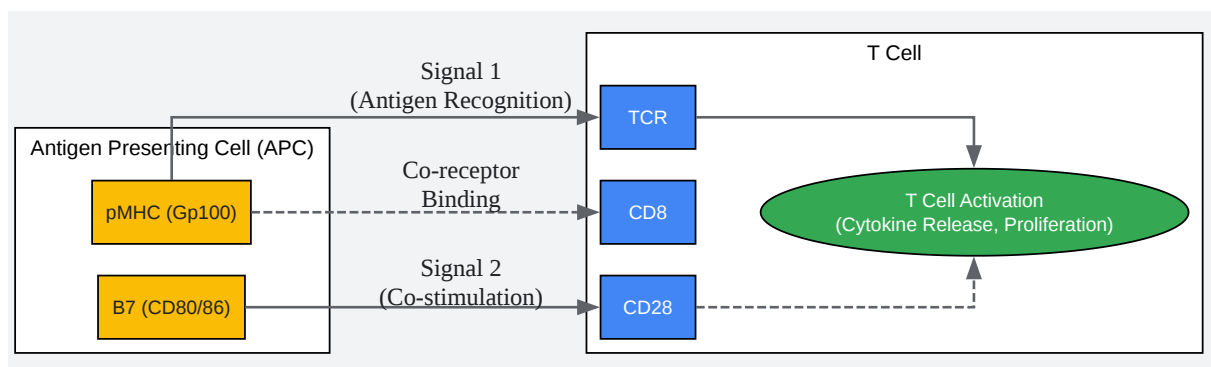 T Cell
Signal 1
(Antigen Recognition)
TCR
Antigen Presenting Cell (APC)
pMHC (Gp100)
Co-receptor
Binding
CD8
T Cell Activation
(Cytokine Release, Proliferation)
B7 (CD80/86)
Signal 2
(Co-stimulation)
CD28